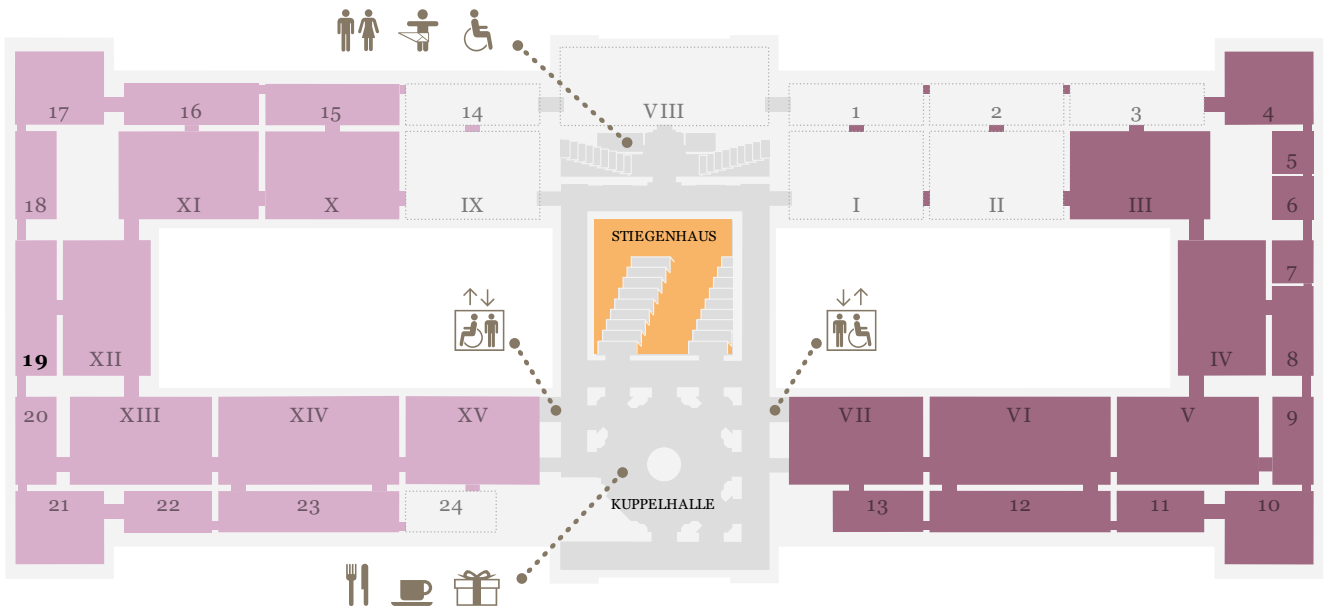 17
16
15
14
VIII
1
2
3
4
18
XI
X
IX
I
II
III
5
6
STIEGENHAUS
19
XII
IV
7
8
20
XIII
XIV
XV
VII
VI
V
9
21
22
23
24
KUPPELHALLE
13
12
11
10